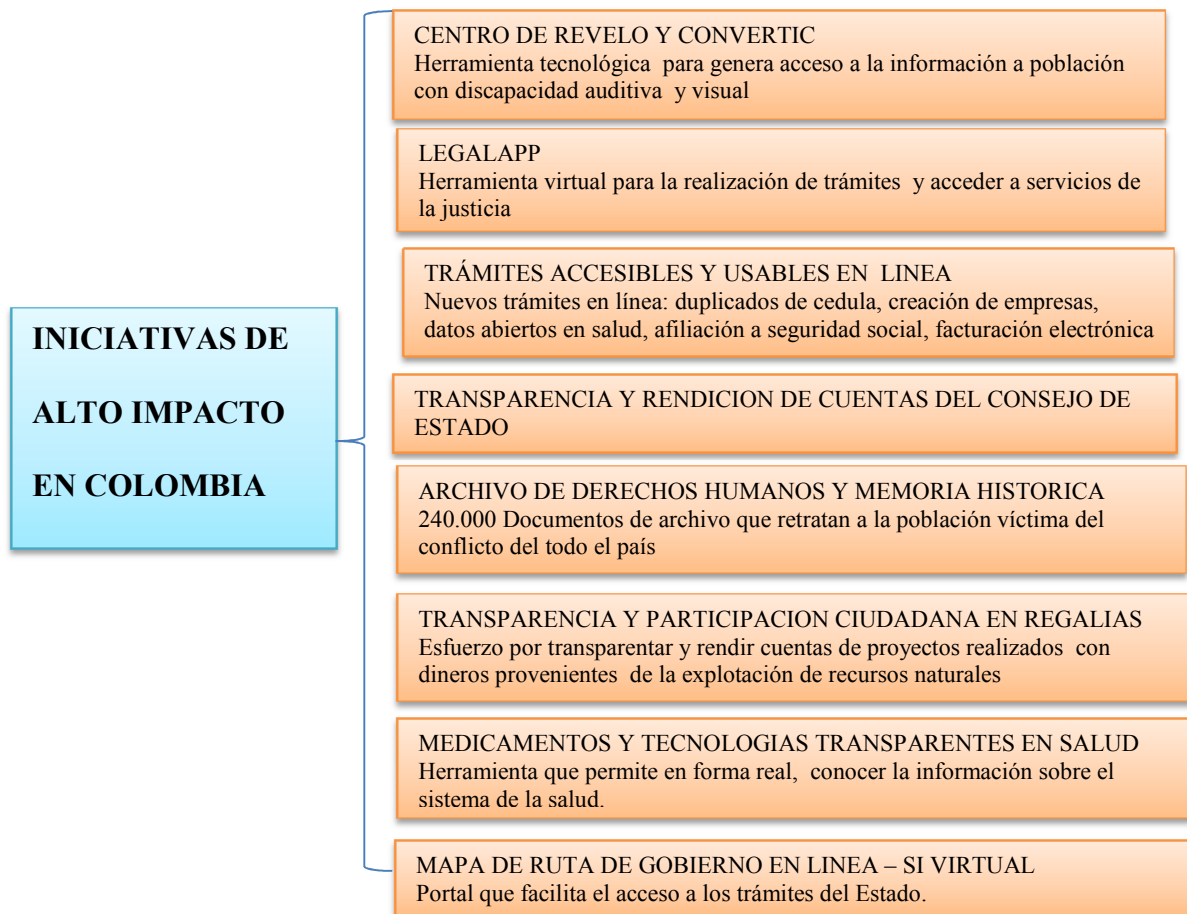 INICIATIVAS DE
ALTO IMPACTO
EN COLOMBIA
CENTRO DE REVELO Y CONVERTIC
Herramienta tecnológica para genera acceso a la información a población
con discapacidad auditiva y visual
LEGALAPP
Herramienta virtual para la realización de trámites y acceder a servicios de
la justicia
TRÁMITES ACCESIBLES Y USABLES EN LINEA
Nuevos trámites en línea: duplicados de cedula, creación de empresas,
datos abiertos en salud, afiliación a seguridad social, facturación electrónica
TRANSPARENCIA Y RENDICION DE CUENTAS DEL CONSEJO DE
ESTADO
ARCHIVO DE DERECHOS HUMANOS Y MEMORIA HISTORICA
240.000 Documentos de archivo que retratan a la población víctima del
conflicto del todo el país
TRANSPARENCIA Y PARTICIPACION CIUDADANA EN REGALIAS
Esfuerzo por transparentar y rendir cuentas de proyectos realizados con
dineros provenientes de la explotación de recursos naturales
MEDICAMENTOS Y TECNOLOGIAS TRANSPARENTES EN SALUD
Herramienta que permite en forma real, conocer la información sobre el
sistema de la salud.
MAPA DE RUTA DE GOBIERNO EN LINEA – SI VIRTUAL
Portal que facilita el acceso a los trámites del Estado.